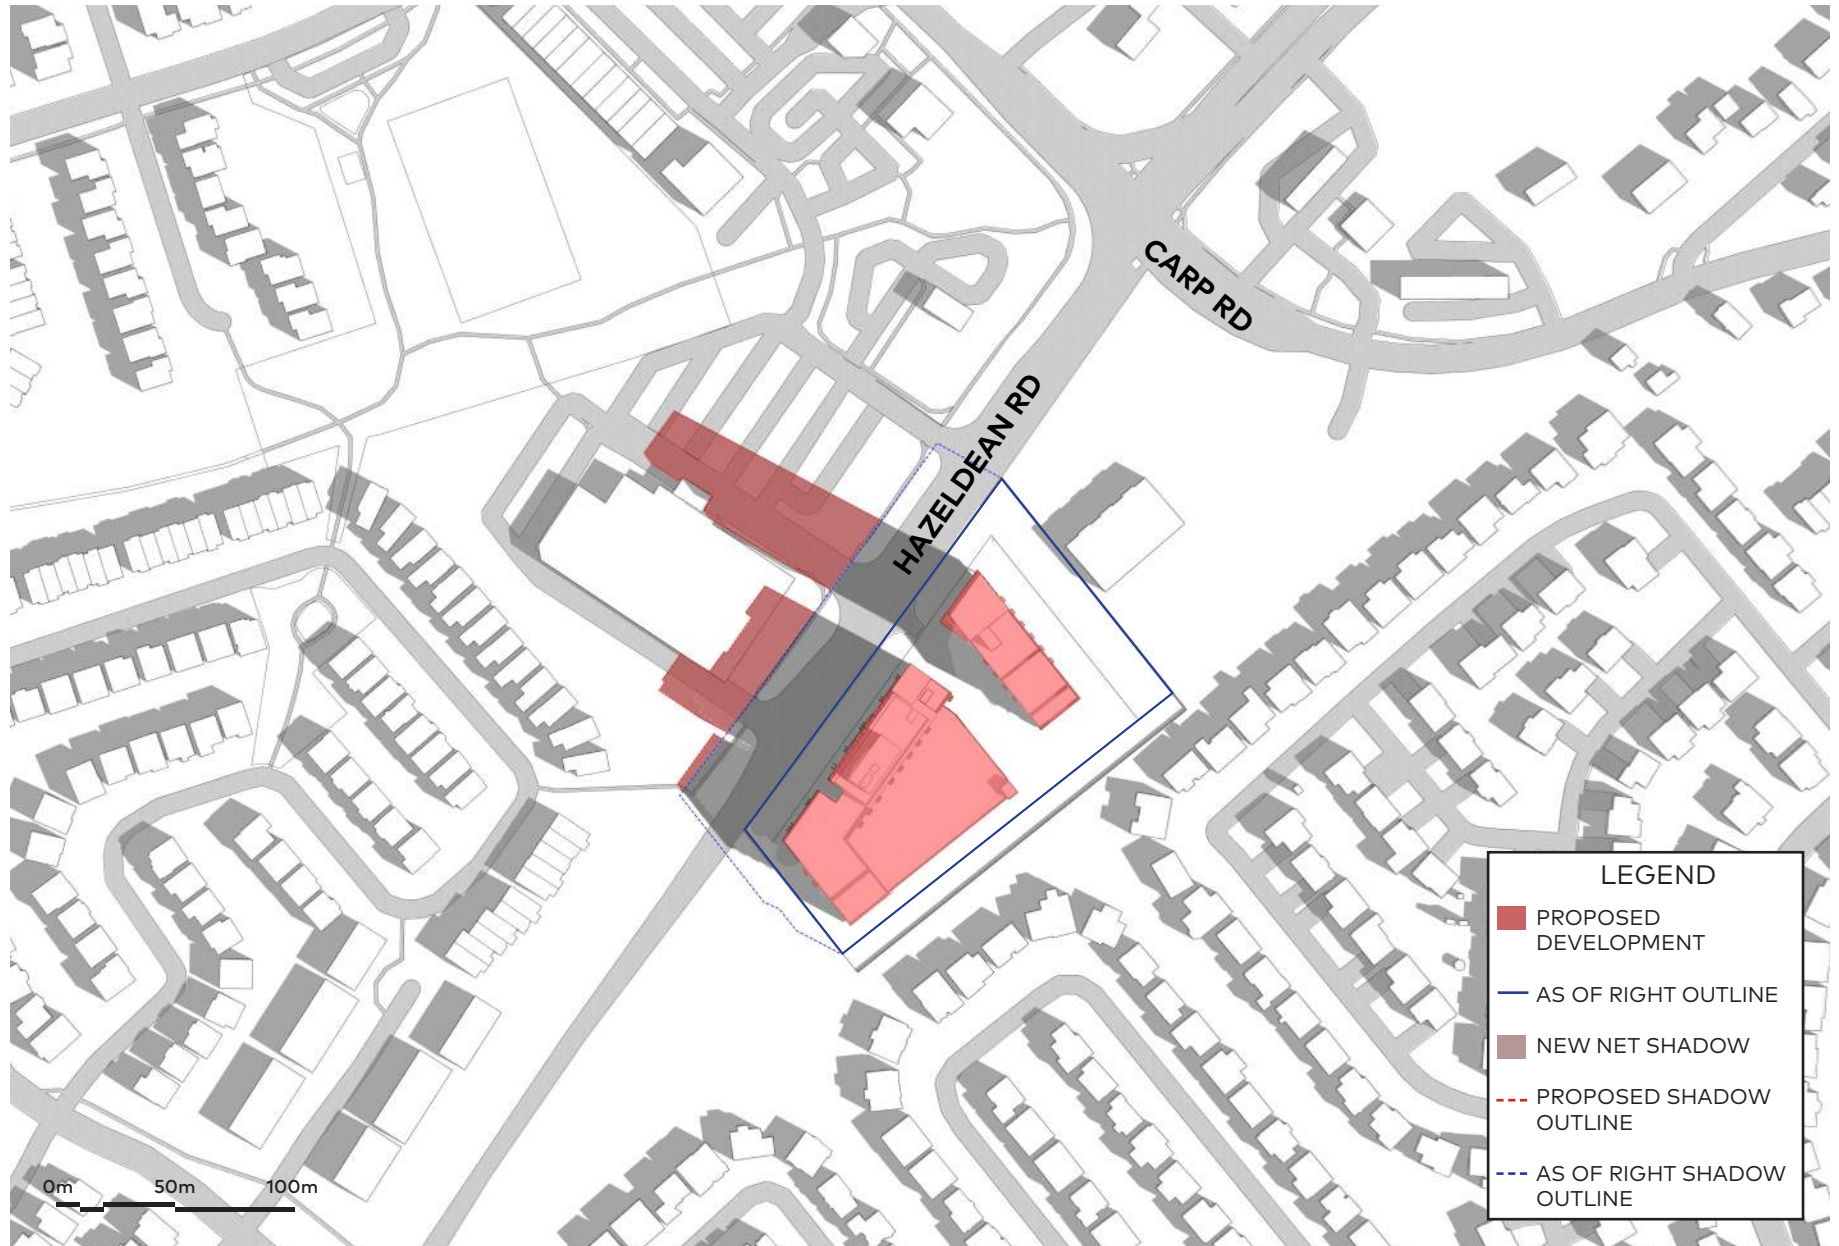 CARP RD
HAZELDEAN RD
LEGEND
PROPOSED
DEVELOPMENT
AS OF RIGHT OUTLINE
NEW NET SHADOW
PROPOSED SHADOW
OUTLINE
AS OF RIGHT SHADOW
OUTLINE
0m 50m 100m